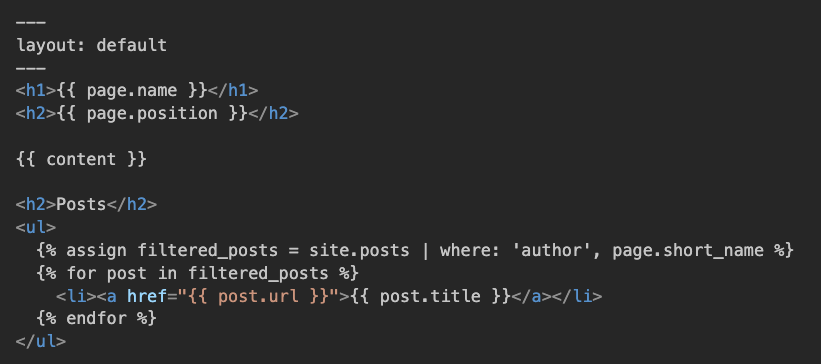 ---
layout: default
---
<h1>{{ page.name }}</h1>
<h2>{{ page.position }}</h2>
{{ content }}
<h2>Posts</h2>
<ul>
{% assign filtered_posts = site.posts | where: 'author', page.short_name %}
{% for post in filtered_posts %}
<li><a href="{{ post.url }}">{{ post.title }}</a></li>
{% endfor %}
</ul>